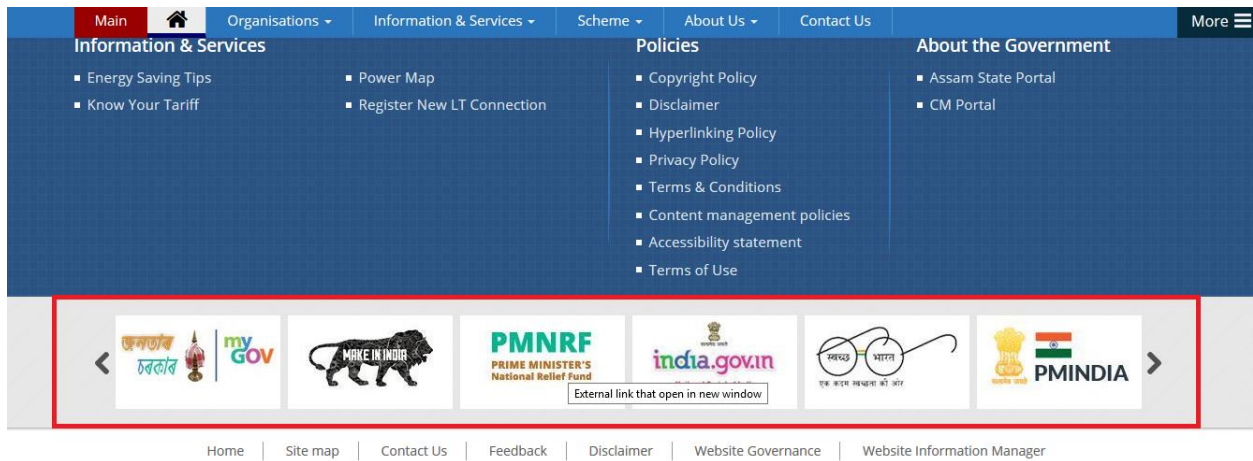 Main Organisations Information & Services Scheme About Us Contact Us More
Information & Services
Energy Saving Tips
Know Your Tariff
Power Map
Register New LT Connection
Policies
Copyright Policy
Disclaimer
Hyperlinking Policy
Privacy Policy
Terms & Conditions
Content management policies
Accessibility statement
Terms of Use
About the Government
Assam State Portal
CM Portal
জনতাৰ
চৰকাৰ
my
GOV
MAKE IN INDIA
PMNRF
PRIME MINISTER'S
National Relief Fund
External link that open in new window
india.gov.in
स्वच्छ भारत
एक कदम स्वच्छता की ओर
PMINDIA
Home Site map Contact Us Feedback Disclaimer Website Governance Website Information Manager